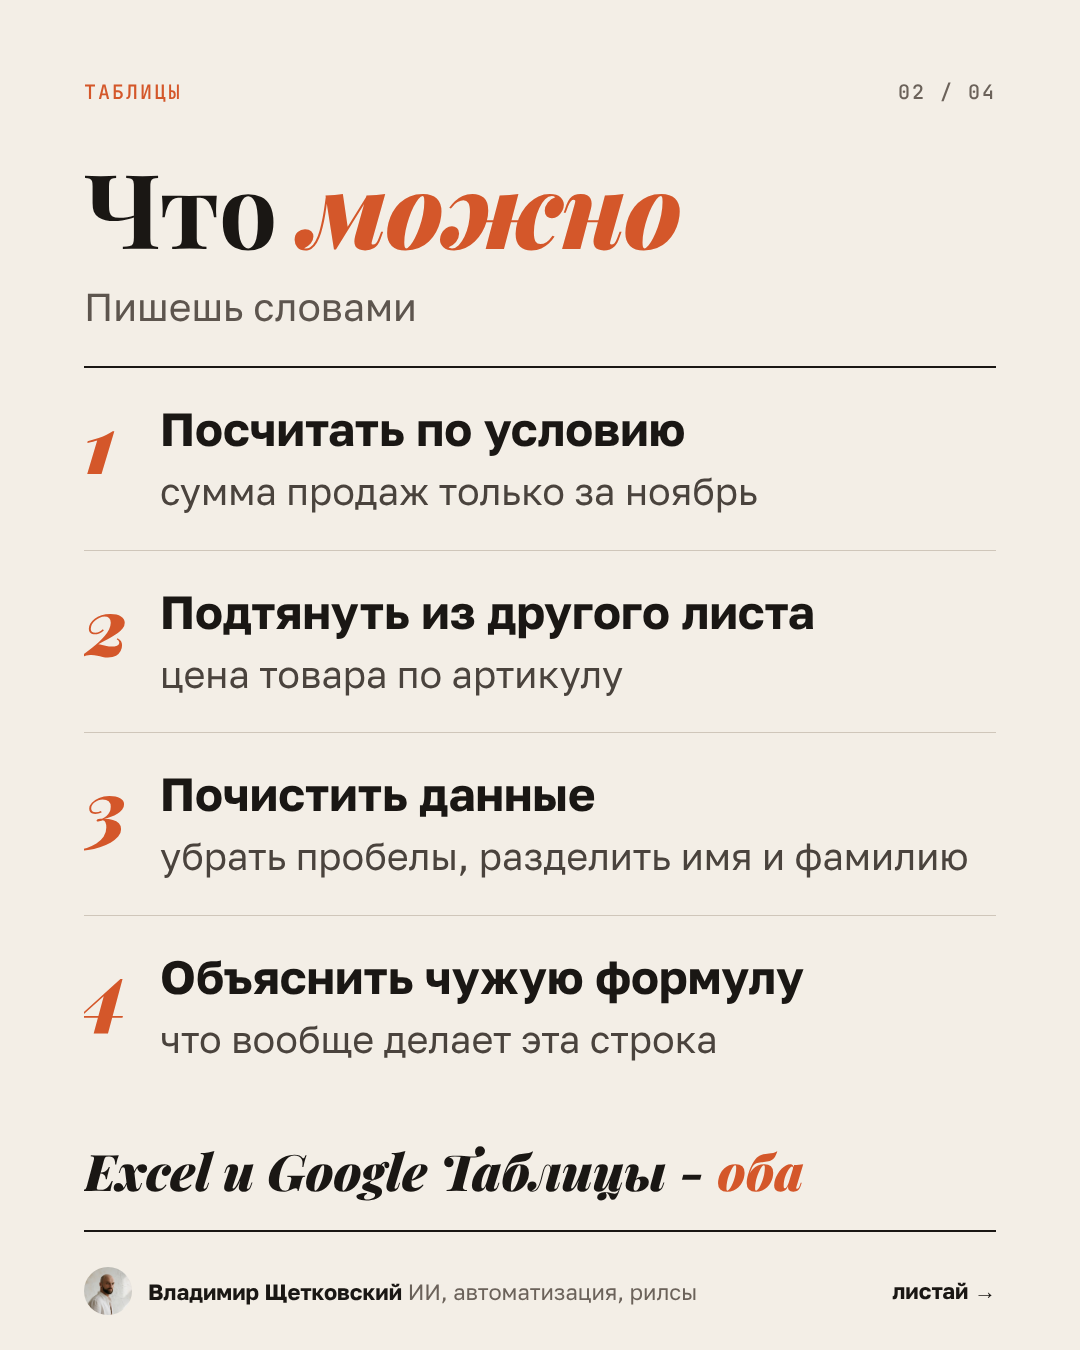 ТАБЛИЦЫ
02 / 04
Что можно
Пишешь словами
1
Посчитать по условию
сумма продаж только за ноябрь
2
Подтянуть из другого листа
цена товара по артикулу
3
Почистить данные
убрать пробелы, разделить имя и фамилию
4
Объяснить чужую формулу
что вообще делает эта строка
Excel и Google Таблицы - оба
Владимир Щетковский ИИ, автоматизация, рилсы
листай →